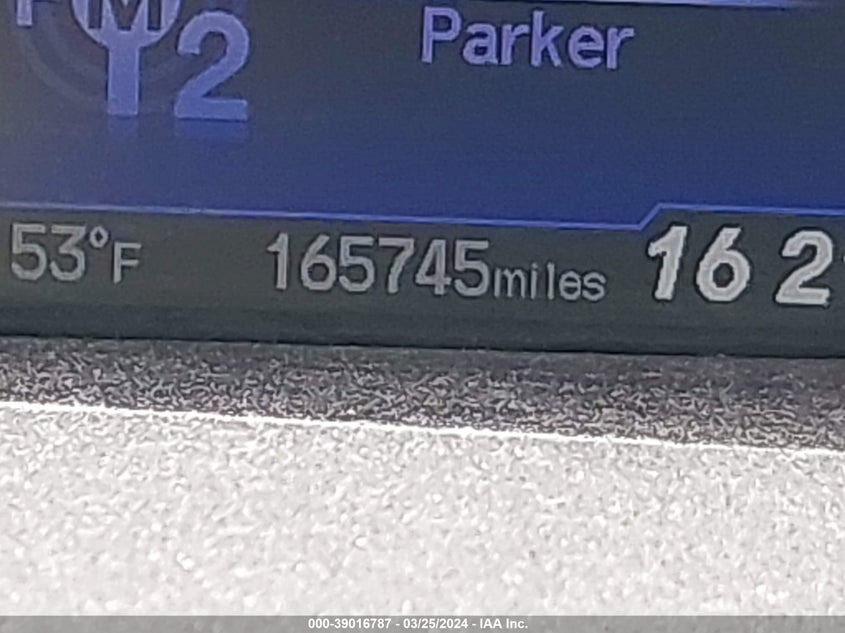 FM
2
Parker
53°F 165745miles 16 2
000-39016787 - 03/25/2024 - IAA Inc.